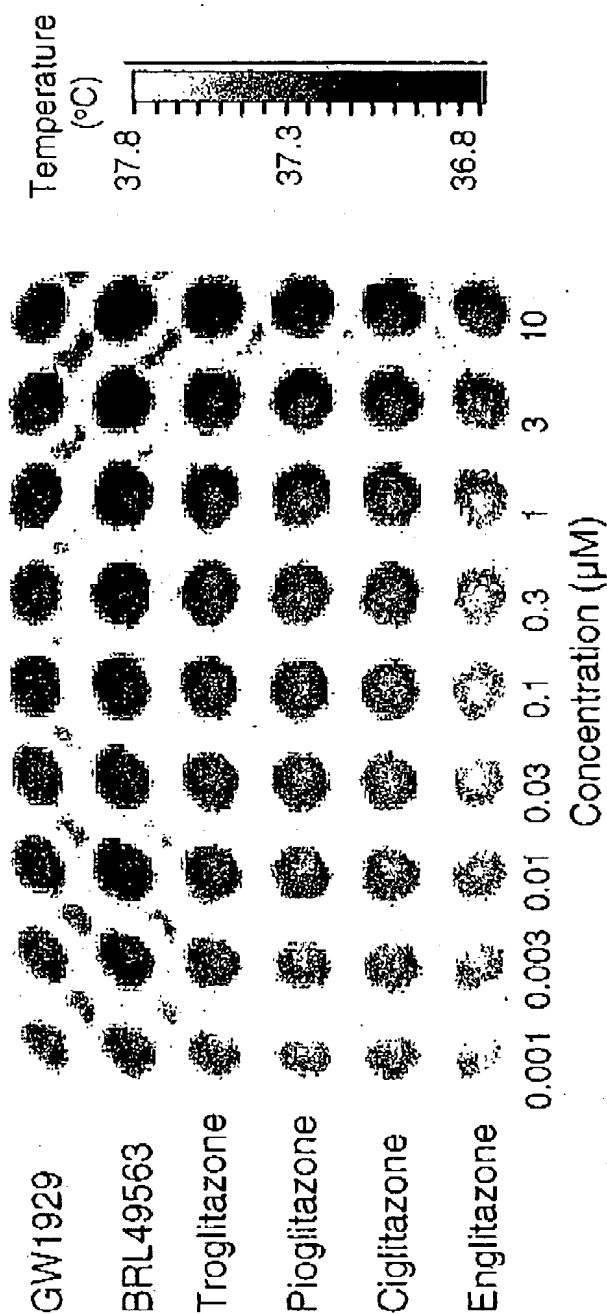 Temperature
(°C)
37.8
37.3
36.8
GW1929
BRL49563
Troglitazone
Pioglitazone
Ciglitazone
Englitazone
0.001 0.003 0.01 0.03 0.1 0.3 1 3 10
Concentration (µM)